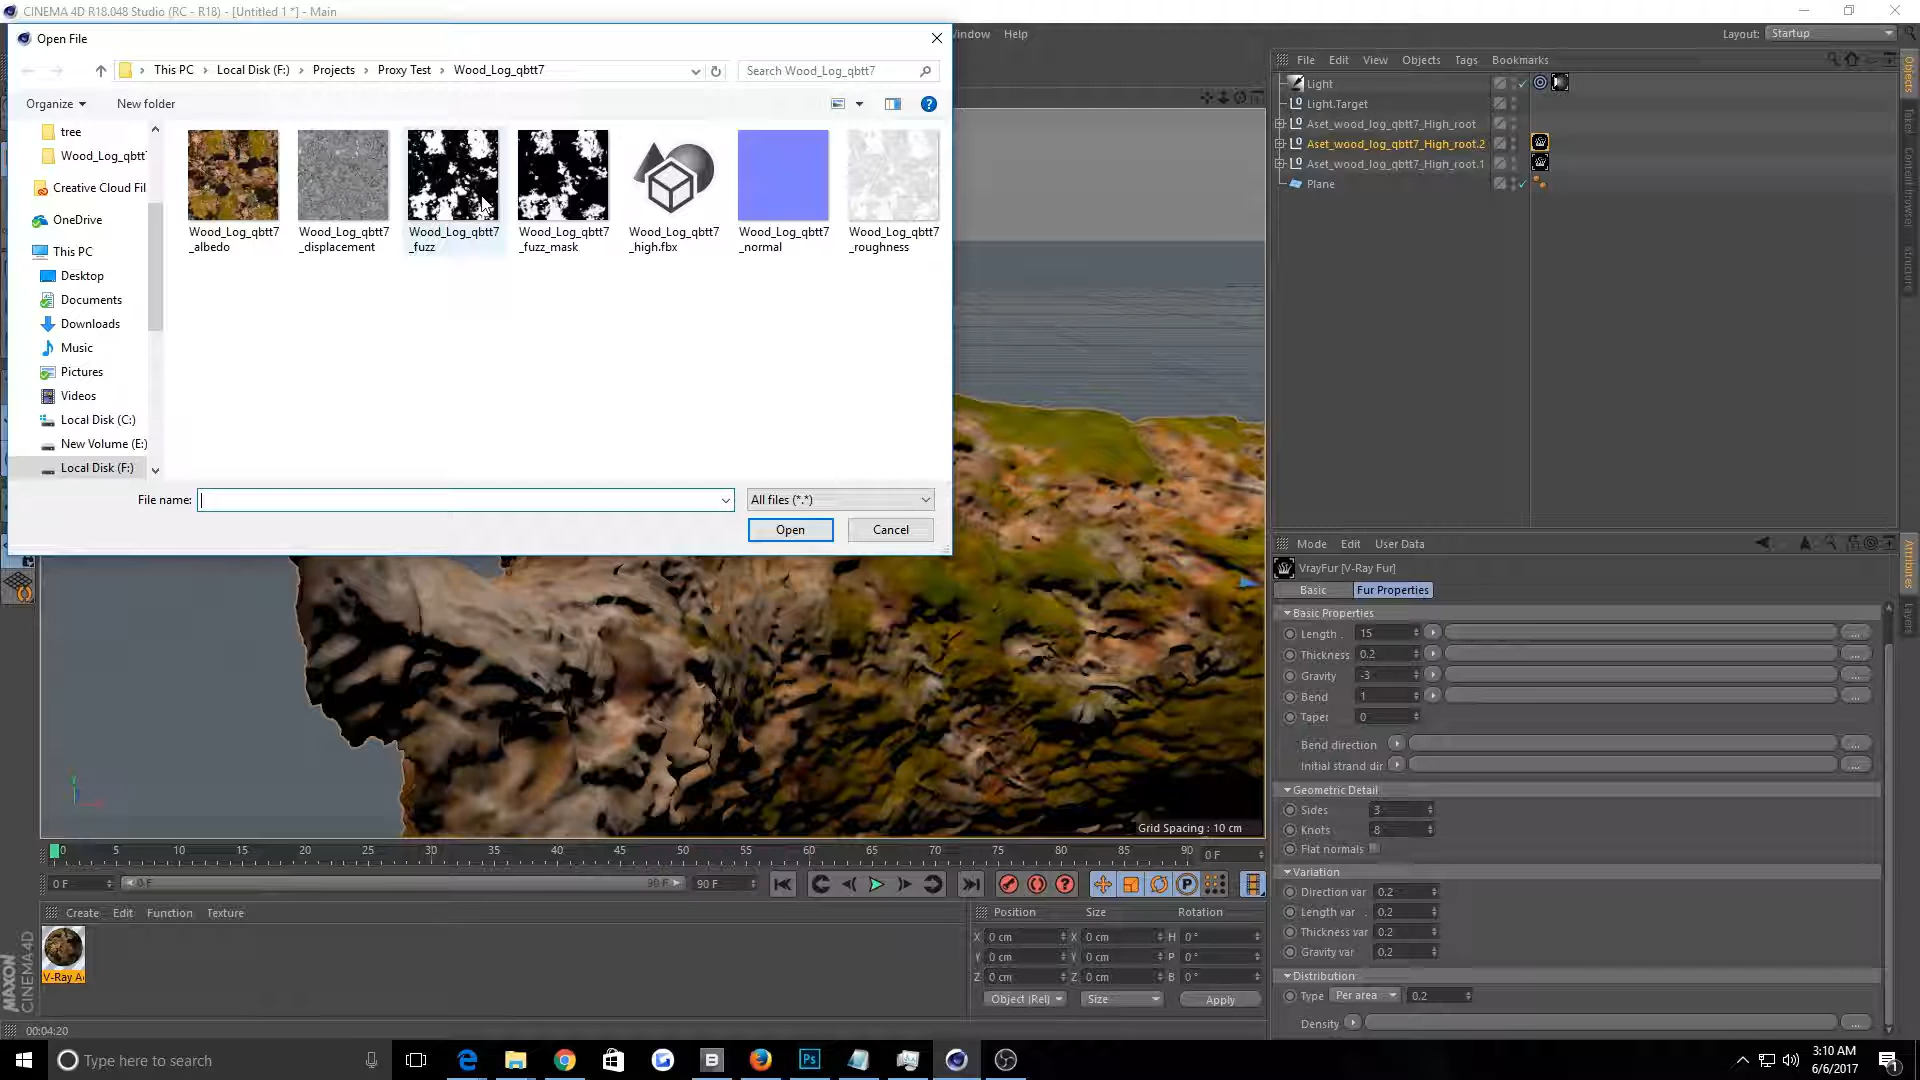 CINEMA 4D R18.048 Studio (RC - R18) - [Untitled 1 *] - Main
Open File
This PC > Local Disk (F:) > Projects > Proxy Test > Wood_Log_qbtt7
Search Wood_Log_qbtt7
Organize
New folder
tree
Wood_Log_qbtt7
Creative Cloud Fil
OneDrive
This PC
Desktop
Documents
Downloads
Music
Pictures
Videos
Local Disk (C:)
New Volume (E:)
Local Disk (F:)
Wood_Log_qbtt7
_albedo
Wood_Log_qbtt7
_displacement
Wood_Log_qbtt7
_fuzz
Wood_Log_qbtt7
_fuzz_mask
Wood_Log_qbtt7
_high.fbx
Wood_Log_qbtt7
_normal
Wood_Log_qbtt7
_roughness
File name:
All files (*.*)
Open
Cancel
Window Help
Layout: Startup
File Edit View Objects Tags Bookmarks
Light
Light.Target
Aset_wood_log_qbtt7_High_root
Aset_wood_log_qbtt7_High_root.2
Aset_wood_log_qbtt7_High_root.1
Plane
Objects
Takes
Content Browser
Structure
Mode Edit User Data
VrayFur [V-Ray Fur]
Basic
Fur Properties
Basic Properties
Length . 15
Thickness 0.2
Gravity -3
Bend 1
Taper 0
Bend direction
Initial strand dir
Geometric Detail
Sides 3
Knots 8
Flat normals
Variation
Direction var 0.2
Length var . 0.2
Thickness var 0.2
Gravity var 0.2
Distribution
Type Per area 0.2
Density
Attributes
Layers
Grid Spacing : 10 cm
0 5 10 15 20 25 30 35 40 45 50 55 60 65 70 75 80 85 90 0 F
0 F
0 F
90 F
90 F
Create Edit Function Texture
V-Ray A
Position Size Rotation
X 0 cm X 0 cm H 0 °
Y 0 cm Y 0 cm P 0 °
Z 0 cm Z 0 cm B 0 °
Object (Rel)
Size
Apply
MAXON
CINEMA 4D
00:04:20
Type here to search
3:10 AM
6/6/2017
1